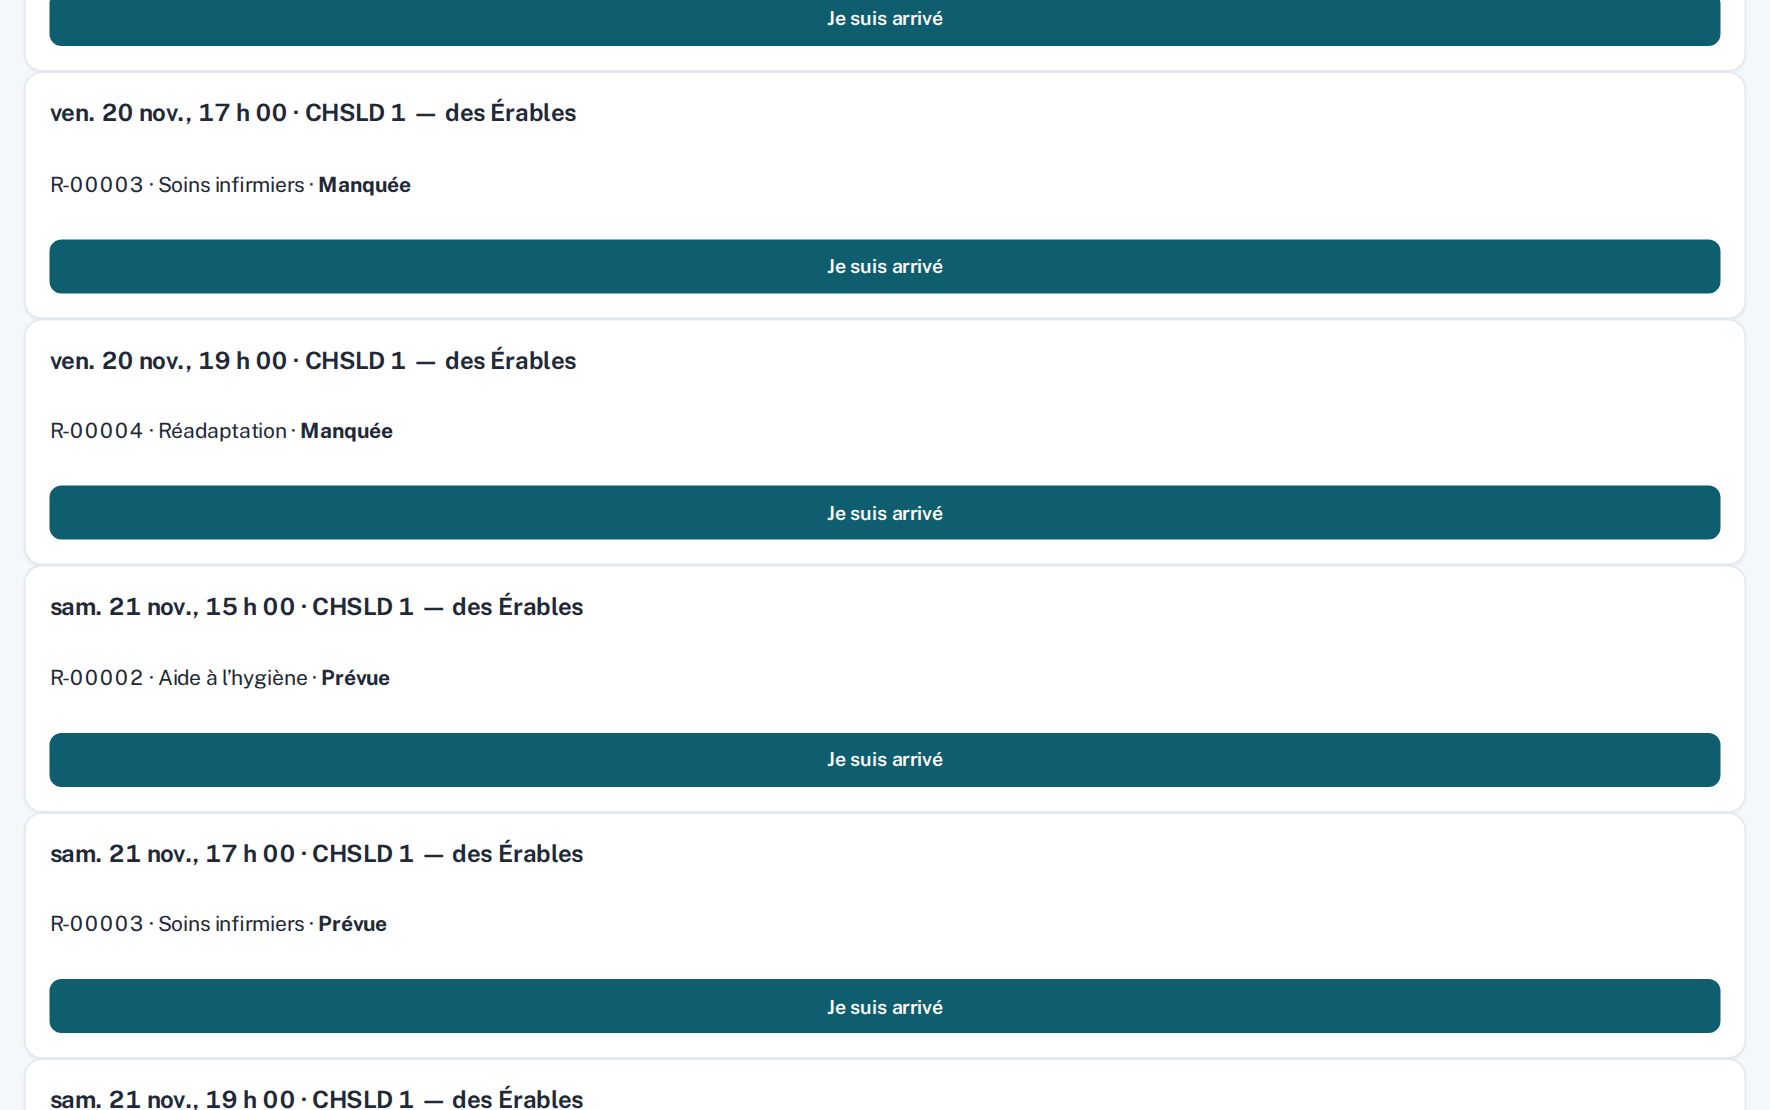 Je suis arrivé
ven. 20 nov., 17 h 00 · CHSLD 1 — des Érables
R-00003 · Soins infirmiers · Manquée
Je suis arrivé
ven. 20 nov., 19 h 00 · CHSLD 1 — des Érables
R-00004 · Réadaptation · Manquée
Je suis arrivé
sam. 21 nov., 15 h 00 · CHSLD 1 — des Érables
R-00002 · Aide à l’hygiène · Prévue
Je suis arrivé
sam. 21 nov., 17 h 00 · CHSLD 1 — des Érables
R-00003 · Soins infirmiers · Prévue
Je suis arrivé
sam. 21 nov., 19 h 00 · CHSLD 1 — des Érables